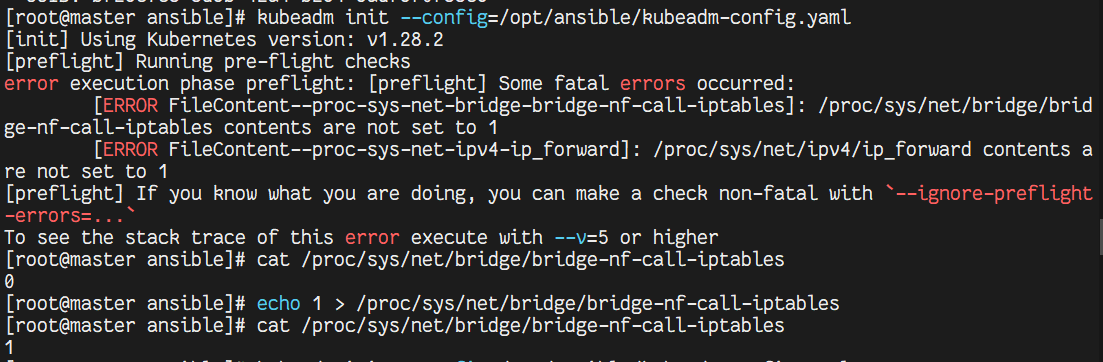 [root@master ansible]# kubeadm init --config=/opt/ansible/kubeadm-config.yaml
[init] Using Kubernetes version: v1.28.2
[preflight] Running pre-flight checks
error execution phase preflight: [preflight] Some fatal errors occurred:
        [ERROR FileContent--proc-sys-net-bridge-bridge-nf-call-iptables]: /proc/sys/net/bridge/brid
ge-nf-call-iptables contents are not set to 1
        [ERROR FileContent--proc-sys-net-ipv4-ip_forward]: /proc/sys/net/ipv4/ip_forward contents a
re not set to 1
[preflight] If you know what you are doing, you can make a check non-fatal with `--ignore-preflight
-errors=...`
To see the stack trace of this error execute with --v=5 or higher
[root@master ansible]# cat /proc/sys/net/bridge/bridge-nf-call-iptables
0
[root@master ansible]# echo 1 > /proc/sys/net/bridge/bridge-nf-call-iptables
[root@master ansible]# cat /proc/sys/net/bridge/bridge-nf-call-iptables
1